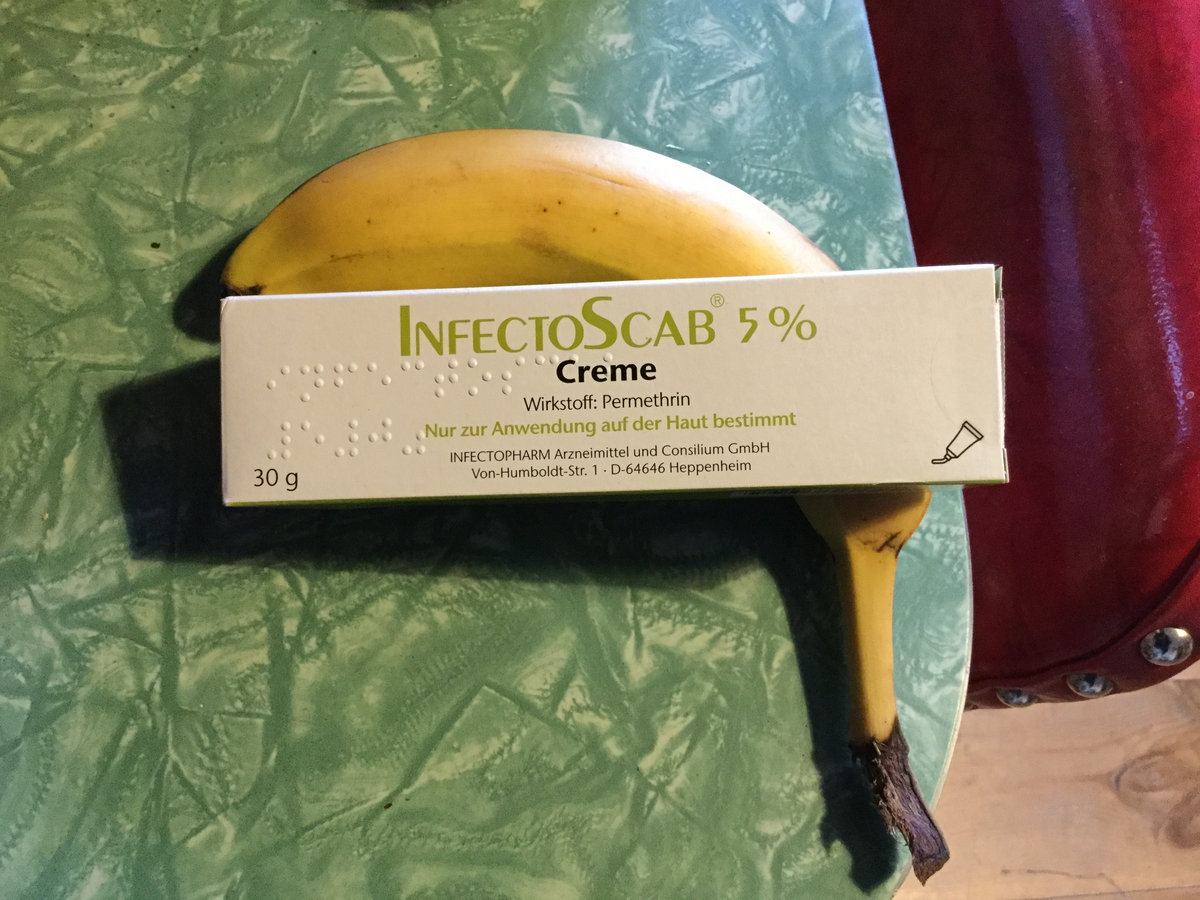 INFECTOSCAB® 5 %
Creme
Wirkstoff: Permethrin
Nur zur Anwendung auf der Haut bestimmt
INFECTOPHARM Arzneimittel und Consilium GmbH
Von-Humboldt-Str. 1 · D-64646 Heppenheim
30 g